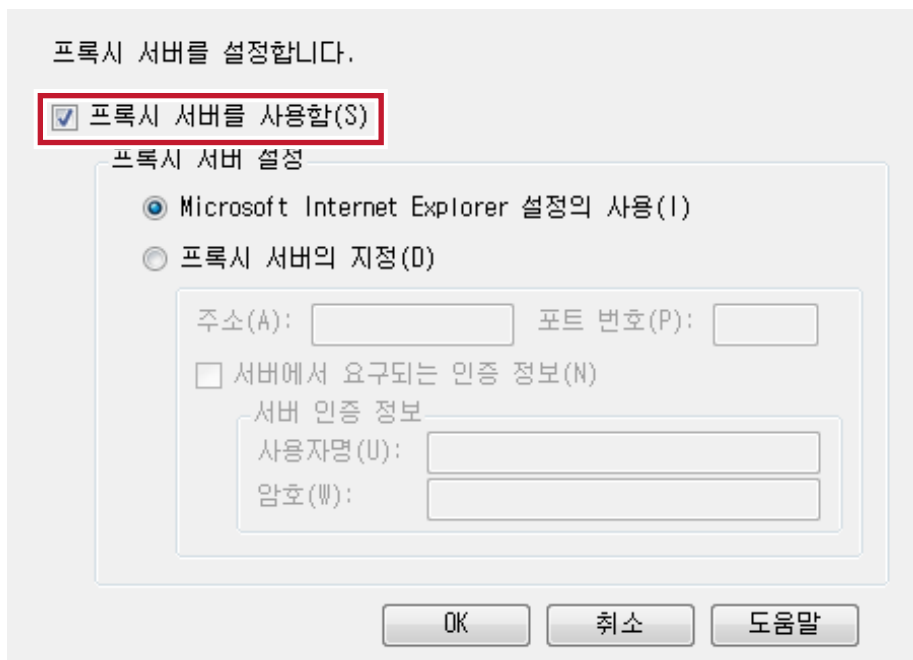 프록시 서버를 설정합니다.
프록시 서버를 사용함(S)
프록시 서버 설정
Microsoft Internet Explorer 설정의 사용(I)
프록시 서버의 지정(D)
주소(A): 포트 번호(P):
서버에서 요구되는 인증 정보(N)
서버 인증 정보
사용자명(U):
암호(W):
OK 취소 도움말